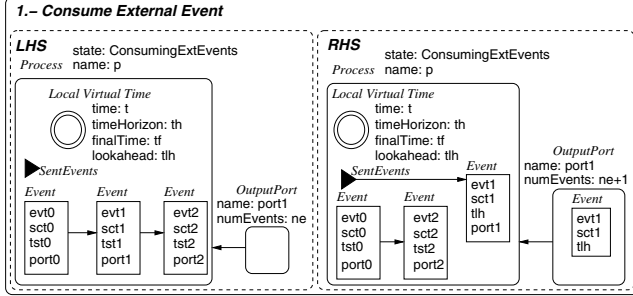 1.– Consume External Event
LHS
state: ConsumingExtEvents
Process name: p
Local Virtual Time
time: t
timeHorizon: th
finalTime: tf
lookahead: tlh
SentEvents
Event
Event
Event
OutputPort
name: port1
numEvents: ne
evt0
sct0
tst0
port0
evt1
sct1
tst1
port1
evt2
sct2
tst2
port2
RHS
state: ConsumingExtEvents
Process name: p
Local Virtual Time
time: t
timeHorizon: th
finalTime: tf
lookahead: tlh
SentEvents
Event
evt1
sct1
tlh
port1
OutputPort
name: port1
numEvents: ne+1
Event
Event
evt0
sct0
tst0
port0
evt2
sct2
tst2
port2
Event
evt1
sct1
tlh